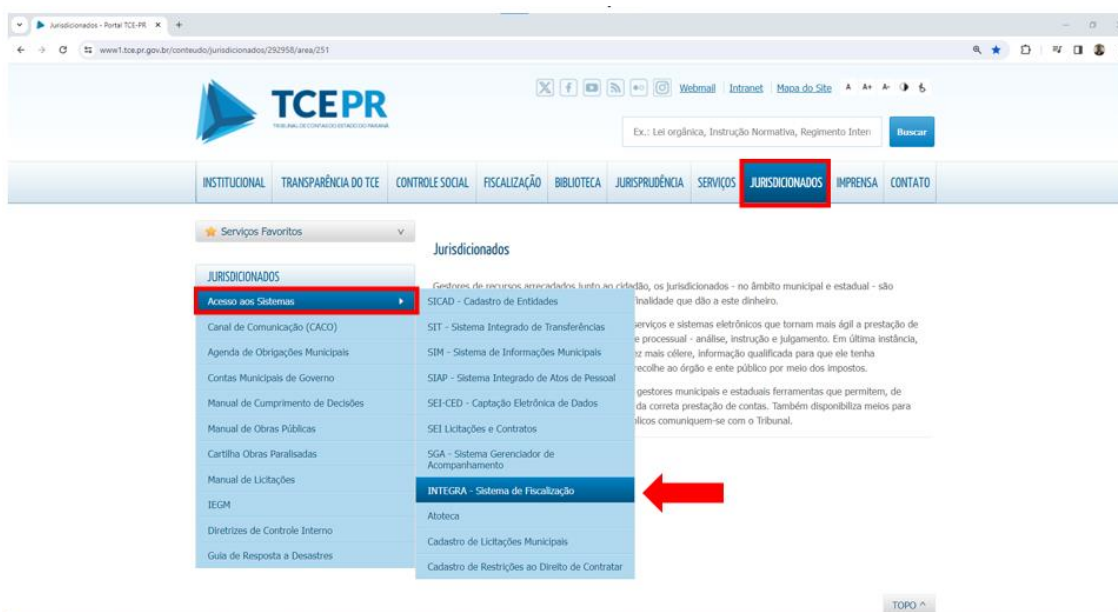 Jurisdicionados - Portal TCE-PR
www1.tce.pr.gov.br/conteudo/jurisdicionados/292958/area/251
Webmail Intranet Mapa do Site A A+ A-
TCEPR
TRIBUNAL DE CONTAS DO ESTADO DO PARANÁ
Ex.: Lei orgânica, Instrução Normativa, Regimento Inten
Buscar
INSTITUCIONAL TRANSPARÊNCIA DO TCE CONTROLE SOCIAL FISCALIZAÇÃO BIBLIOTECA JURISPRUDÊNCIA SERVIÇOS JURISDICIONADOS IMPRENSA CONTATO
Serviços Favoritos
JURISDICIONADOS
Acesso aos Sistemas
Canal de Comunicação (CACO)
Agenda de Obrigações Municipais
Contas Municipais de Governo
Manual de Cumprimento de Decisões
Manual de Obras Públicas
Cartilha Obras Paralisadas
Manual de Licitações
IEGM
Diretrizes de Controle Interno
Guia de Resposta a Desastres
SICAD - Cadastro de Entidades
SIT - Sistema Integrado de Transferências
SIM - Sistema de Informações Municipais
SIAP - Sistema Integrado de Atos de Pessoal
SEI-CED - Captação Eletrônica de Dados
SEI Licitações e Contratos
SGA - Sistema Gerenciador de
Acompanhamento
INTEGRA - Sistema de Fiscalização
Atoteca
Cadastro de Licitações Municipais
Cadastro de Restrições ao Direito de Contratar
Jurisdicionados
Gestores de recursos arrecadados junto ao cidadão, os jurisdicionados - no âmbito municipal e estadual - são
finalidade que dão a este dinheiro.
serviços e sistemas eletrônicos que tornam mais ágil a prestação de
e processual - análise, instrução e julgamento. Em última instância,
ez mais célere, informação qualificada para que ele tenha
recolhe ao órgão e ente público por meio dos impostos.
gestores municipais e estaduais ferramentas que permitem, de
da correta prestação de contas. Também disponibiliza meios para
blicos comuniquem-se com o Tribunal.
TOPO ^